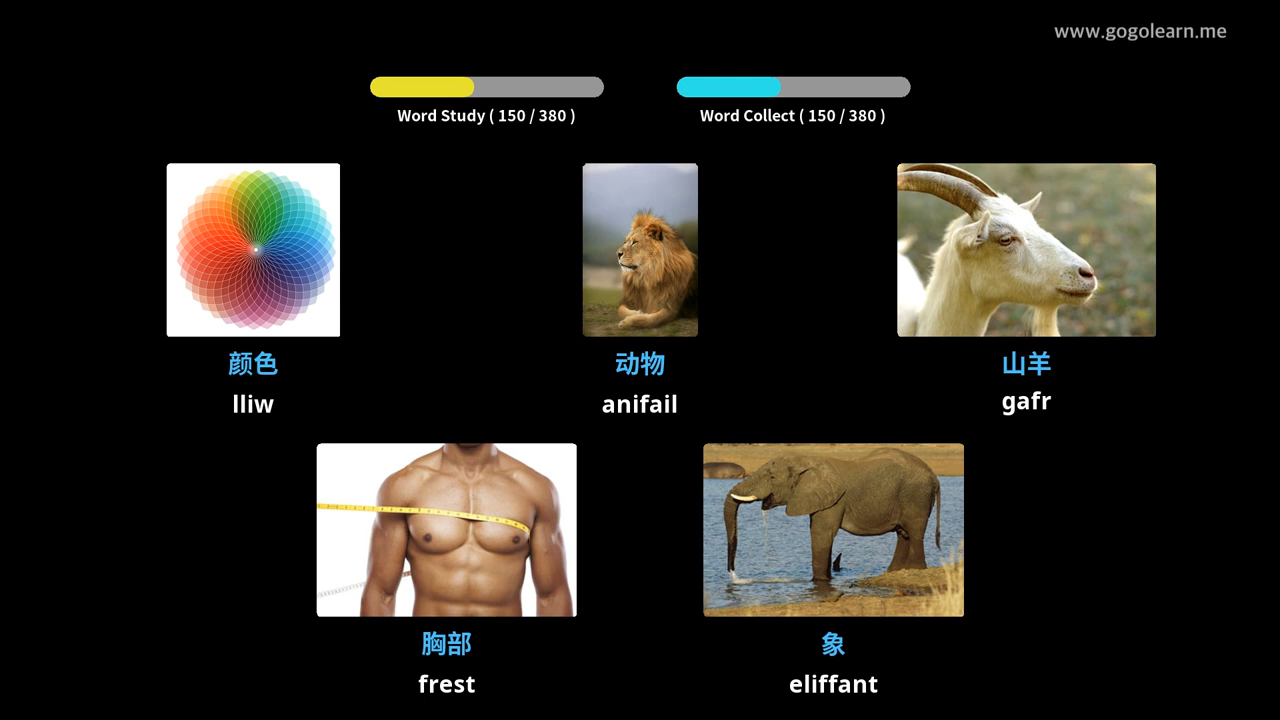 www.gogolearn.me
Word Study ( 150 / 380 )
Word Collect ( 150 / 380 )
颜色
动物
山羊
lliw
anifail
gafr
胸部
象
frest
eliffant